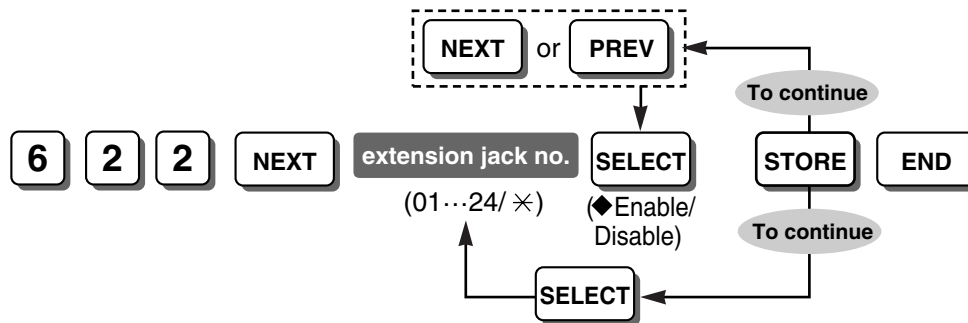 NEXT or PREV
To continue
6 2 2 NEXT extension jack no. SELECT STORE END
(01···24/ ✳)
(◆Enable/
Disable)
To continue
SELECT